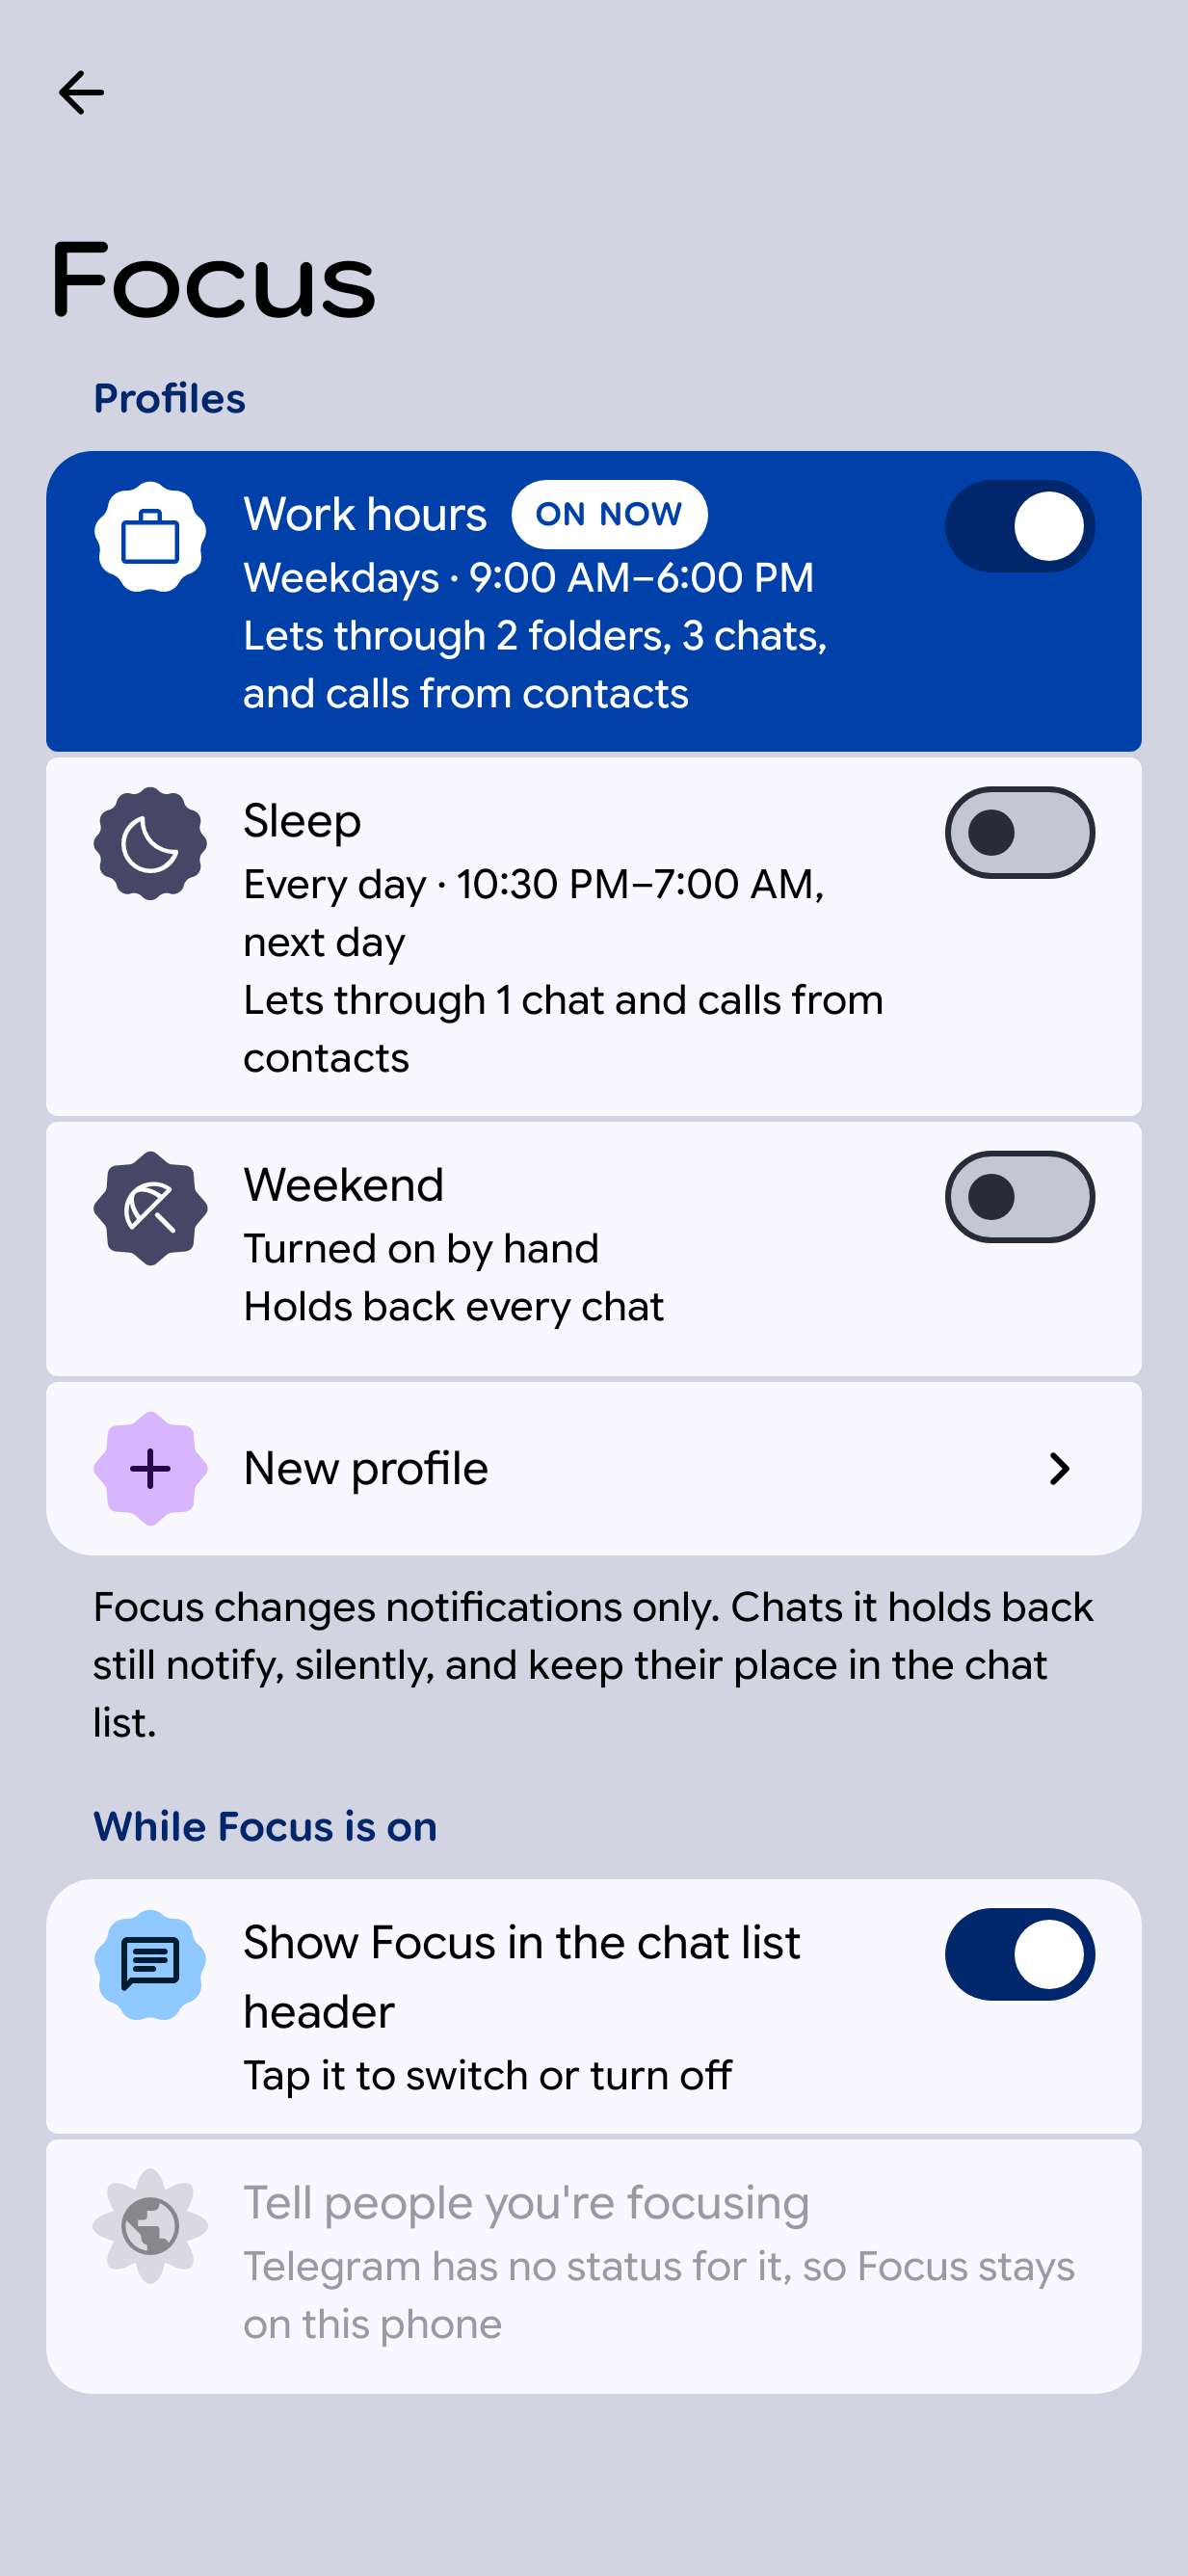 Focus
Profiles
Work hours ON NOW
Weekdays · 9:00 AM–6:00 PM
Lets through 2 folders, 3 chats,
and calls from contacts
Sleep
Every day · 10:30 PM–7:00 AM,
next day
Lets through 1 chat and calls from
contacts
Weekend
Turned on by hand
Holds back every chat
New profile
Focus changes notifications only. Chats it holds back
still notify, silently, and keep their place in the chat
list.
While Focus is on
Show Focus in the chat list
header
Tap it to switch or turn off
Tell people you're focusing
Telegram has no status for it, so Focus stays
on this phone